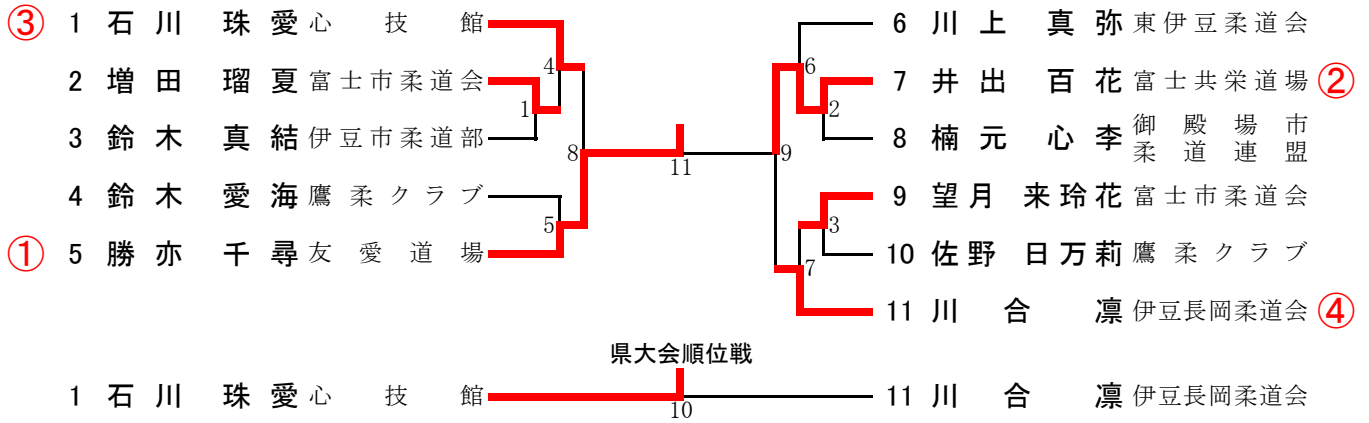 ③ 1 石川 珠愛 心技館
2 増田 瑠夏 富士市柔道会
3 鈴木 真結 伊豆市柔道部
4 鈴木 愛海 鷹柔クラブ
① 5 勝亦 千尋 友愛道場
4
1
8
5
11
6 川上 真弥 東伊豆柔道会
7 井出 百花 富士共栄道場 ②
8 楠元 心李 御殿場市
柔道連盟
9 望月 来玲花 富士市柔道会
10 佐野 日万莉 鷹柔クラブ
11 川合 凛 伊豆長岡柔道会 ④
6
2
9
3
7
県大会順位戦
1 石川 珠愛 心技館
10
11 川合 凛 伊豆長岡柔道会